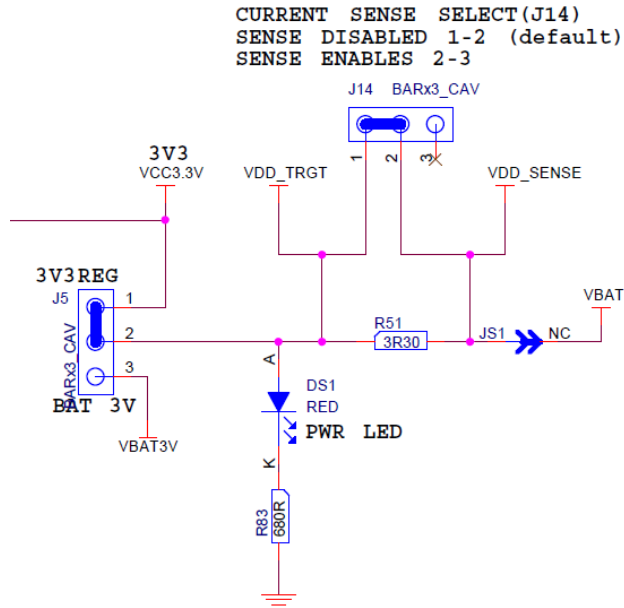 CURRENT SENSE SELECT(J14)
SENSE DISABLED 1-2 (default)
SENSE ENABLES 2-3
J14 BARx3_CAV
1 2 3
3V3
VCC3.3V
VDD_TRGT
VDD_SENSE
3V3REG
J5
1
2
3
BARx3_CAV
BAT 3V
VBAT3V
R51
3R30
JS1
NC
VBAT
A
DS1
RED
PWR LED
K
R83
680R